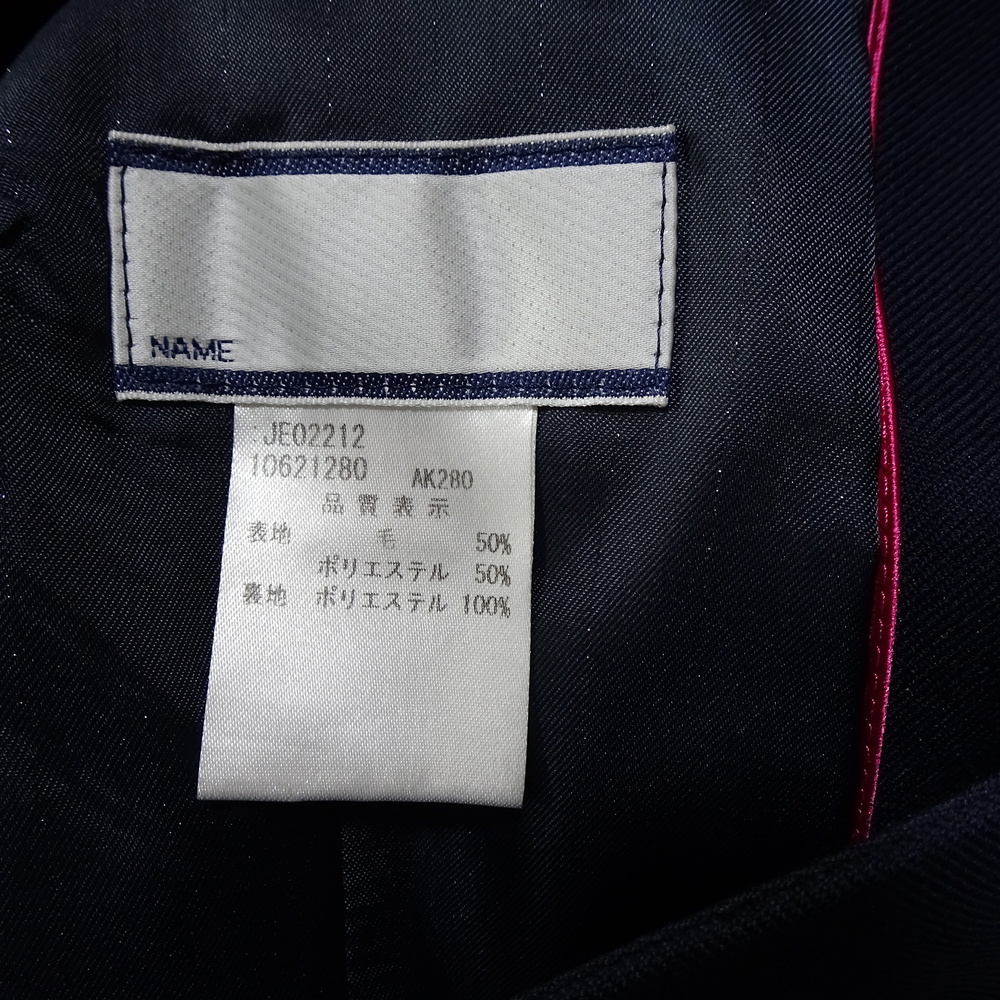 NAME
:JE02212
10621280 AK280
品質表示
表地 毛 50%
ポリエステル 50%
裏地 ポリエステル 100%